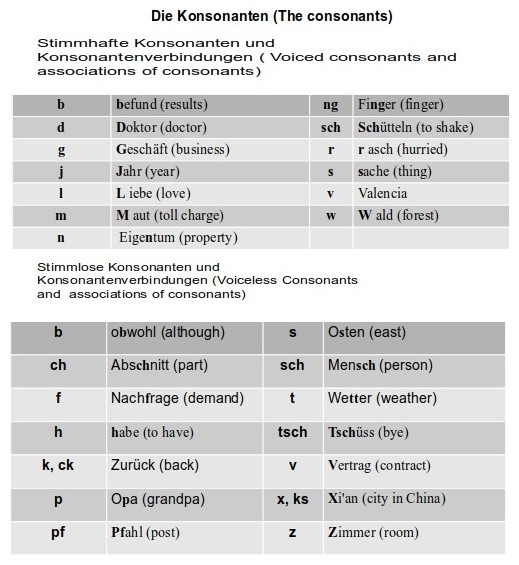 Die Konsonanten (The consonants)
Stimmhafte Konsonanten und
Konsonantenverbindungen ( Voiced consonants and
associations of consonants)
b befund (results) ng Finger (finger)
d Doktor (doctor) sch Schütteln (to shake)
g Geschäft (business) r r asch (hurried)
j Jahr (year) s sache (thing)
l L iebe (love) v Valencia
m M aut (toll charge) w W ald (forest)
n Eigentum (property)
Stimmlose Konsonanten und
Konsonantenverbindungen (Voiceless Consonants
and associations of consonants)
b obwohl (although) s Osten (east)
ch Abschnitt (part) sch Mensch (person)
f Nachfrage (demand) t Wetter (weather)
h habe (to have) tsch Tschüss (bye)
k, ck Zurück (back) v Vertrag (contract)
p Opa (grandpa) x, ks Xi'an (city in China)
pf Pfahl (post) z Zimmer (room)